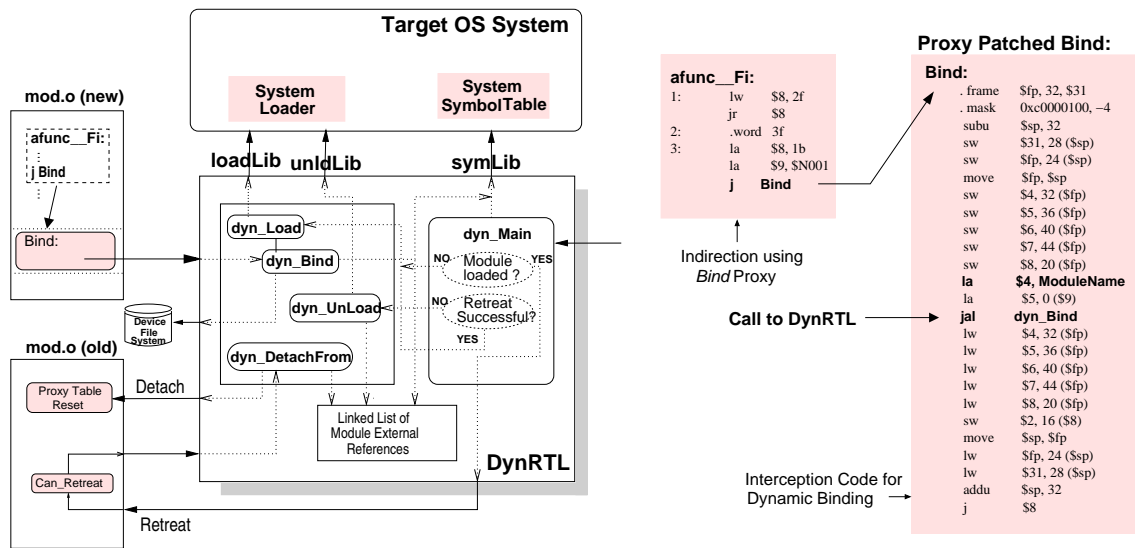 Target OS System
System
Loader
System
SymbolTable
mod.o (new)
afunc__Fi:
:
j Bind
:
Bind:
loadLib
unldLib
symLib
dyn_Load
dyn_Bind
dyn_UnLoad
dyn_DetachFrom
dyn_Main
NO
Module
loaded ?
YES
NO
Retreat
Successful?
YES
Device
File
System
mod.o (old)
Proxy Table
Reset
Detach
Can_Retreat
Retreat
Linked List of
Module External
References
DynRTL
afunc__Fi:
1: lw $8, 2f
jr $8
2: .word 3f
3: la $8, 1b
la $9, $N001
j Bind
Indirection using
Bind Proxy
Call to DynRTL
Interception Code for
Dynamic Binding
Proxy Patched Bind:
Bind:
. frame $fp, 32, $31
. mask 0xc0000100, −4
subu $sp, 32
sw $31, 28 ($sp)
sw $fp, 24 ($sp)
move $fp, $sp
sw $4, 32 ($fp)
sw $5, 36 ($fp)
sw $6, 40 ($fp)
sw $7, 44 ($fp)
sw $8, 20 ($fp)
la $4, ModuleName
la $5, 0 ($9)
jal dyn_Bind
lw $4, 32 ($fp)
lw $5, 36 ($fp)
lw $6, 40 ($fp)
lw $7, 44 ($fp)
lw $8, 20 ($fp)
sw $2, 16 ($8)
move $sp, $fp
lw $fp, 24 ($sp)
lw $31, 28 ($sp)
addu $sp, 32
j $8